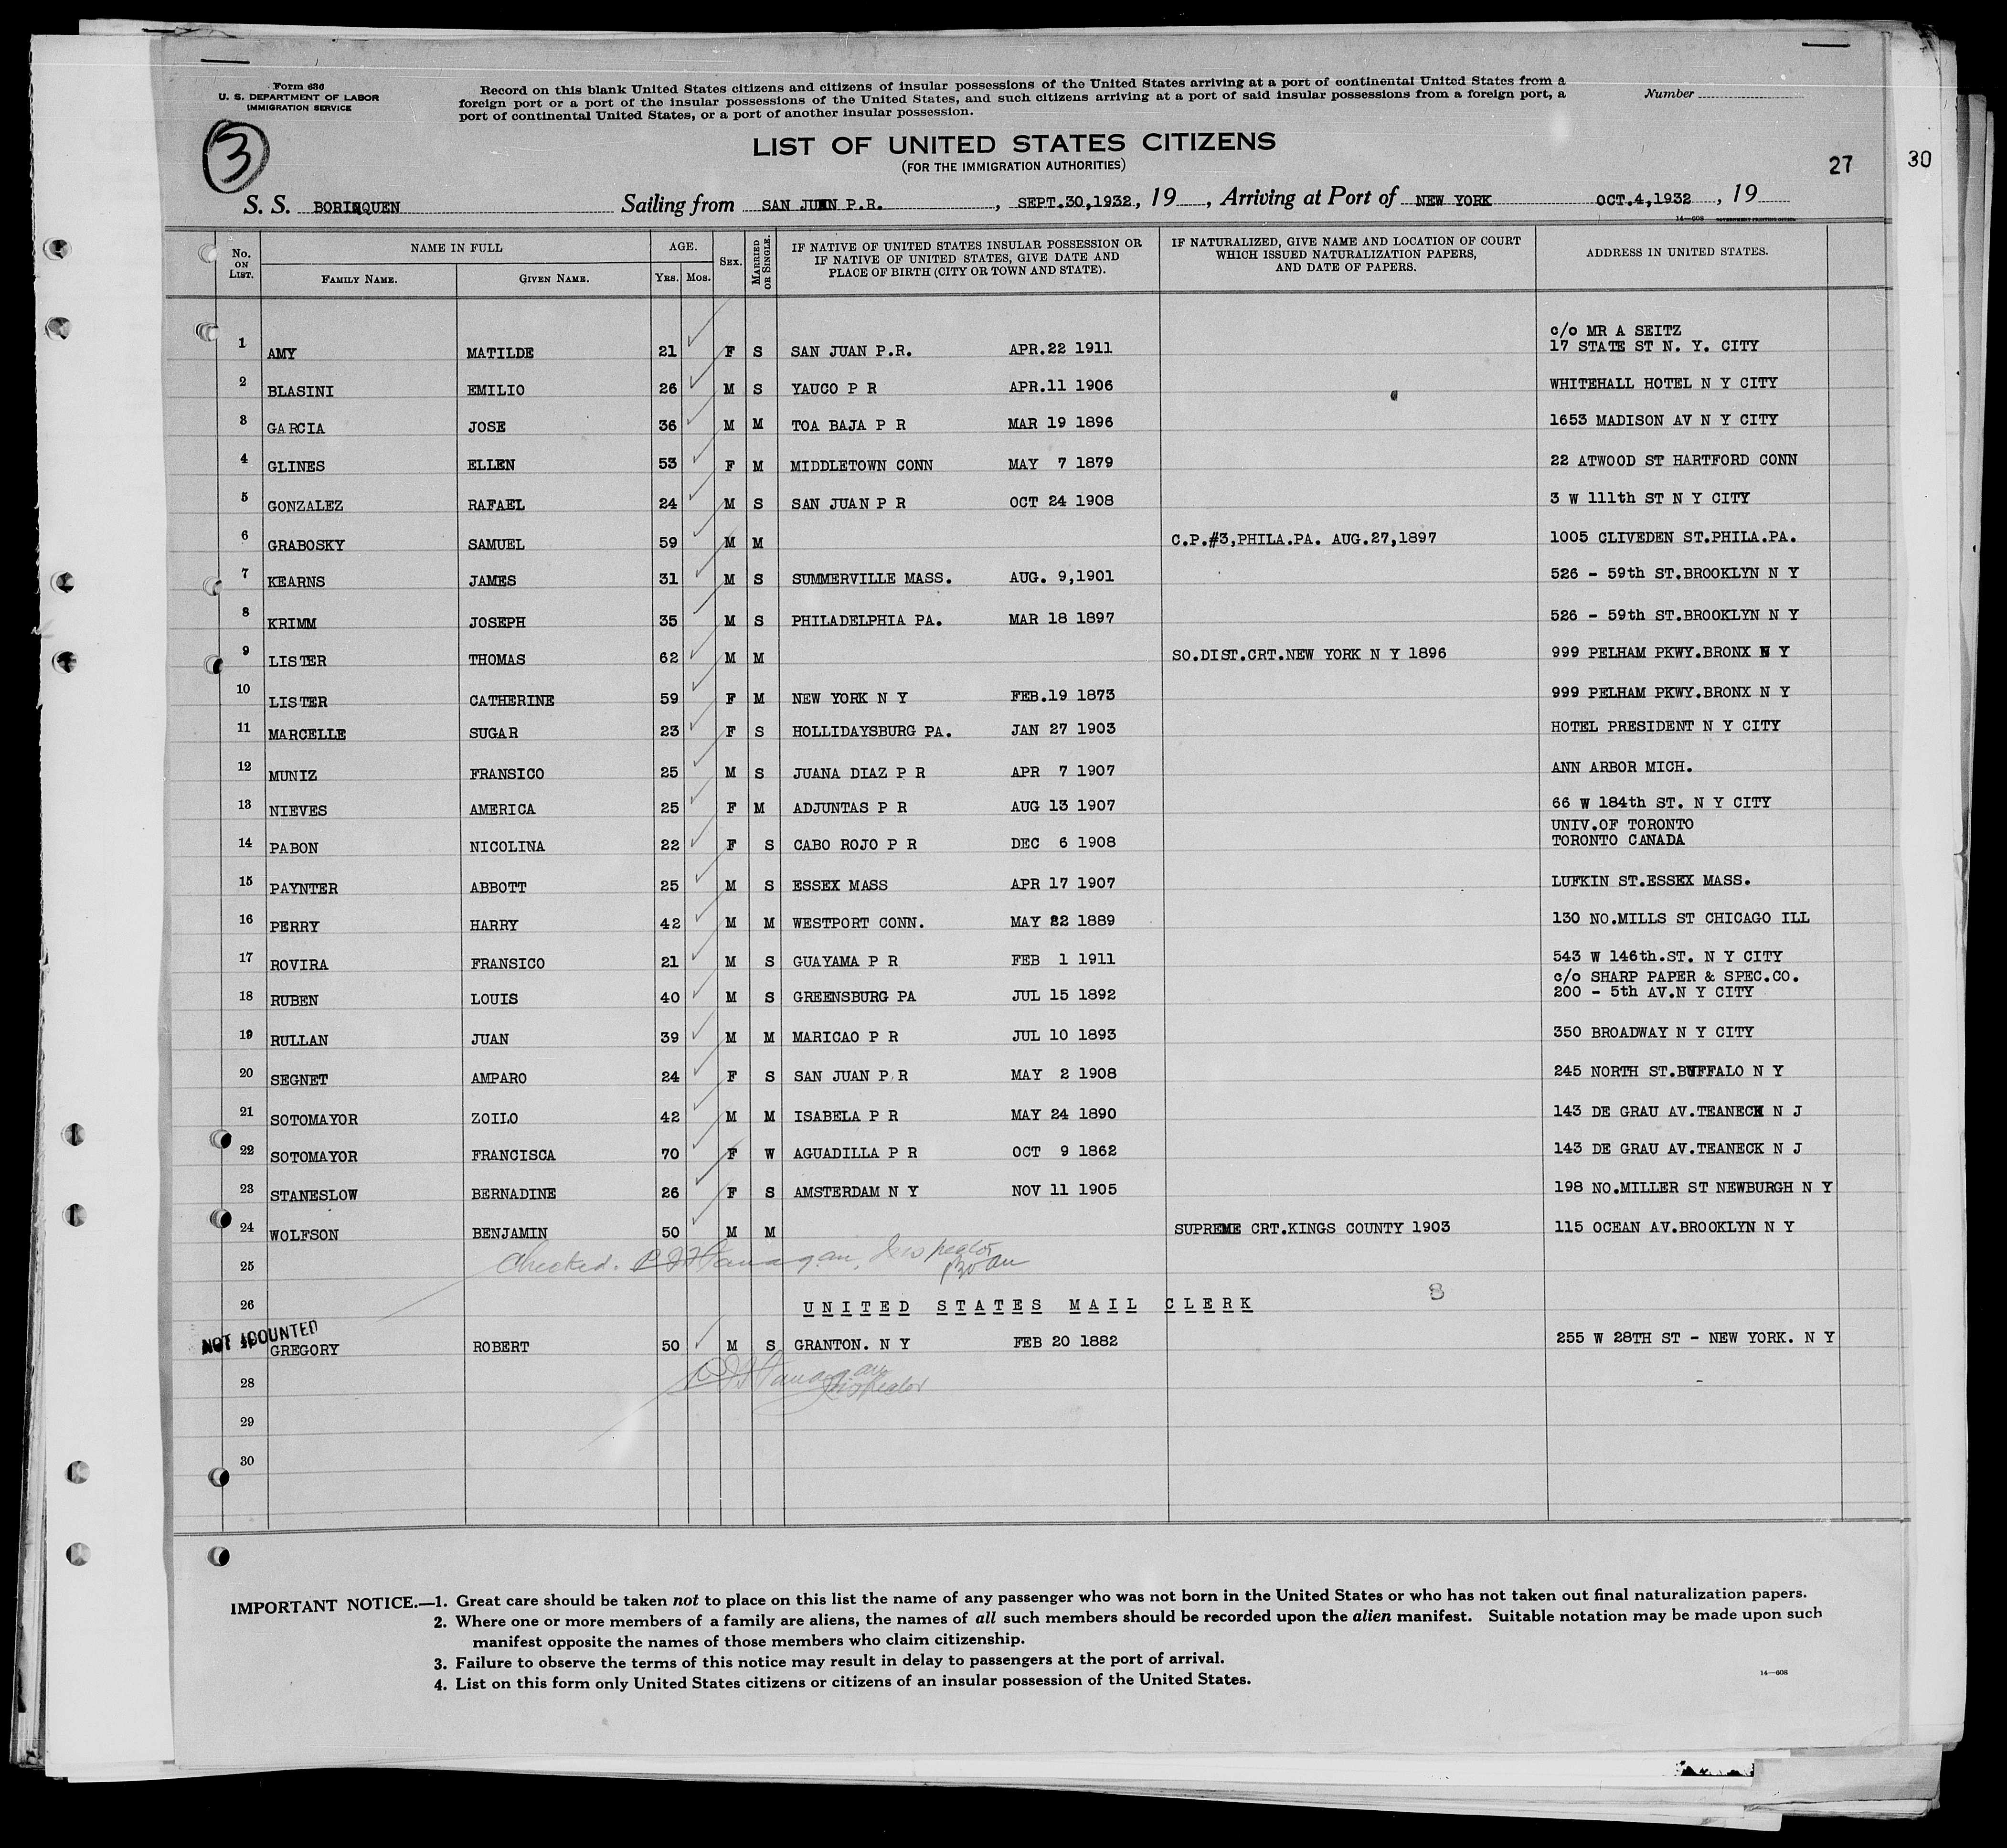 Form 630
U. S. DEPARTMENT OF LABOR
IMMIGRATION SERVICE
Record on this blank United States citizens and citizens of insular possessions of the United States arriving at a port of continental United States from a
foreign port or a port of the insular possessions of the United States, and such citizens arriving at a port of said insular possessions from a foreign port, a
port of continental United States, or a port of another insular possession.
Number
3
LIST OF UNITED STATES CITIZENS
(FOR THE IMMIGRATION AUTHORITIES)
27
30
S. S. BORINQUEN Sailing from SAN JUAN P.R. , SEPT.30,1932, 19 , Arriving at Port of NEW YORK OCT.4,1932 , 19
14—608 GOVERNMENT PRINTING OFFICE
No. ON LIST. NAME IN FULL FAMILY NAME. GIVEN NAME. AGE. YRS. MOS. SEX. MARRIED OR SINGLE. IF NATIVE OF UNITED STATES INSULAR POSSESSION OR IF NATIVE OF UNITED STATES, GIVE DATE AND PLACE OF BIRTH (CITY OR TOWN AND STATE). IF NATURALIZED, GIVE NAME AND LOCATION OF COURT WHICH ISSUED NATURALIZATION PAPERS, AND DATE OF PAPERS. ADDRESS IN UNITED STATES.
c/o MR A SEITZ
1 AMY MATILDE 21 F S SAN JUAN P.R. APR.22 1911 17 STATE ST N. Y. CITY
2 BLASINI EMILIO 26 M S YAUCO P R APR.11 1906 WHITEHALL HOTEL N Y CITY
3 GARCIA JOSE 36 M M TOA BAJA P R MAR 19 1896 1653 MADISON AV N Y CITY
4 GLINES ELLEN 53 F M MIDDLETOWN CONN MAY 7 1879 22 ATWOOD ST HARTFORD CONN
5 GONZALEZ RAFAEL 24 M S SAN JUAN P R OCT 24 1908 3 W 111th ST N Y CITY
6 GRABOSKY SAMUEL 59 M M C.P.#3,PHILA.PA. AUG.27,1897 1005 CLIVEDEN ST.PHILA.PA.
7 KEARNS JAMES 31 M S SUMMERVILLE MASS. AUG. 9,1901 526 - 59th ST.BROOKLYN N Y
8 KRIMM JOSEPH 35 M S PHILADELPHIA PA. MAR 18 1897 526 - 59th ST.BROOKLYN N Y
9 LISTER THOMAS 62 M M SO.DIST.CRT.NEW YORK N Y 1896 999 PELHAM PKWY.BRONX N Y
10 LISTER CATHERINE 59 F M NEW YORK N Y FEB.19 1873 999 PELHAM PKWY.BRONX N Y
11 MARCELLE SUGAR 23 F S HOLLIDAYSBURG PA. JAN 27 1903 HOTEL PRESIDENT N Y CITY
12 MUNIZ FRANSICO 25 M S JUANA DIAZ P R APR 7 1907 ANN ARBOR MICH.
13 NIEVES AMERICA 25 F M ADJUNTAS P R AUG 13 1907 66 W 184th ST. N Y CITY
UNIV.OF TORONTO
14 PABON NICOLINA 22 F S CABO ROJO P R DEC 6 1908 TORONTO CANADA
15 PAYNTER ABBOTT 25 M S ESSEX MASS APR 17 1907 LUFKIN ST.ESSEX MASS.
16 PERRY HARRY 42 M M WESTPORT CONN. MAY 22 1889 130 NO.MILLS ST CHICAGO ILL
17 ROVIRA FRANSICO 21 M S GUAYAMA P R FEB 1 1911 543 W 146th.ST. N Y CITY
c/o SHARP PAPER & SPEC.CO.
18 RUBEN LOUIS 40 M S GREENSBURG PA JUL 15 1892 200 - 5th AV.N Y CITY
19 RULLAN JUAN 39 M M MARICAO P R JUL 10 1893 350 BROADWAY N Y CITY
20 SEGNET AMPARO 24 F S SAN JUAN P R MAY 2 1908 245 NORTH ST.BUFFALO N Y
21 SOTOMAYOR ZOILO 42 M M ISABELA P R MAY 24 1890 143 DE GRAU AV.TEANECK N J
22 SOTOMAYOR FRANCISCA 70 F W AGUADILLA P R OCT 9 1862 143 DE GRAU AV.TEANECK N J
23 STANESLOW BERNADINE 26 F S AMSTERDAM N Y NOV 11 1905 198 NO.MILLER ST NEWBURGH N Y
24 WOLFSON BENJAMIN 50 M M SUPREME CRT.KINGS COUNTY 1903 115 OCEAN AV.BROOKLYN N Y
Checked. Inspector
25
26 UNITED STATES MAIL CLERK 3
NOT COUNTED
GREGORY ROBERT 50 M S GRANTON. N Y FEB 20 1882 255 W 28TH ST - NEW YORK. N Y
Inspector
28
29
30
IMPORTANT NOTICE.—1. Great care should be taken not to place on this list the name of any passenger who was not born in the United States or who has not taken out final naturalization papers.
2. Where one or more members of a family are aliens, the names of all such members should be recorded upon the alien manifest. Suitable notation may be made upon such
manifest opposite the names of those members who claim citizenship.
3. Failure to observe the terms of this notice may result in delay to passengers at the port of arrival.
4. List on this form only United States citizens or citizens of an insular possession of the United States.
14—608